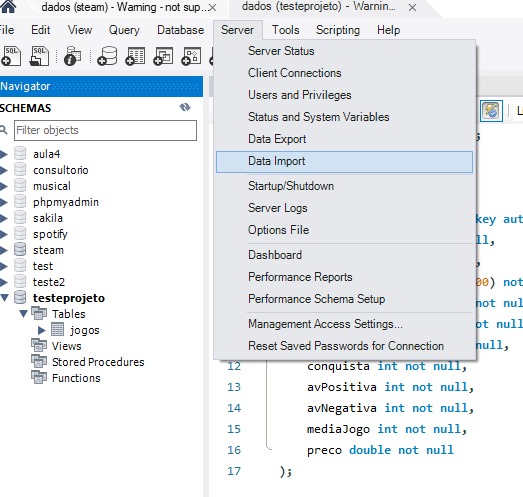 dados (steam) - Warning - not sup...
dados (testeprojeto) - Warnin...
File Edit View Query Database Server Tools Scripting Help
Navigator
SCHEMAS
Filter objects
aula4
consultorio
musical
phpmyadmin
sakila
spotify
steam
test
teste2
testeprojeto
Tables
jogos
Views
Stored Procedures
Functions
Server Status
Client Connections
Users and Privileges
Status and System Variables
Data Export
Data Import
Startup/Shutdown
Server Logs
Options File
Dashboard
Performance Reports
Performance Schema Setup
Management Access Settings...
Reset Saved Passwords for Connection
key aut
ll,
,
00) not
not nu
t null
ll,
12 conquista int not null,
13 avPositiva int not null,
14 avNegativa int not null,
15 mediaJogo int not null,
16 preco double not null
17 );